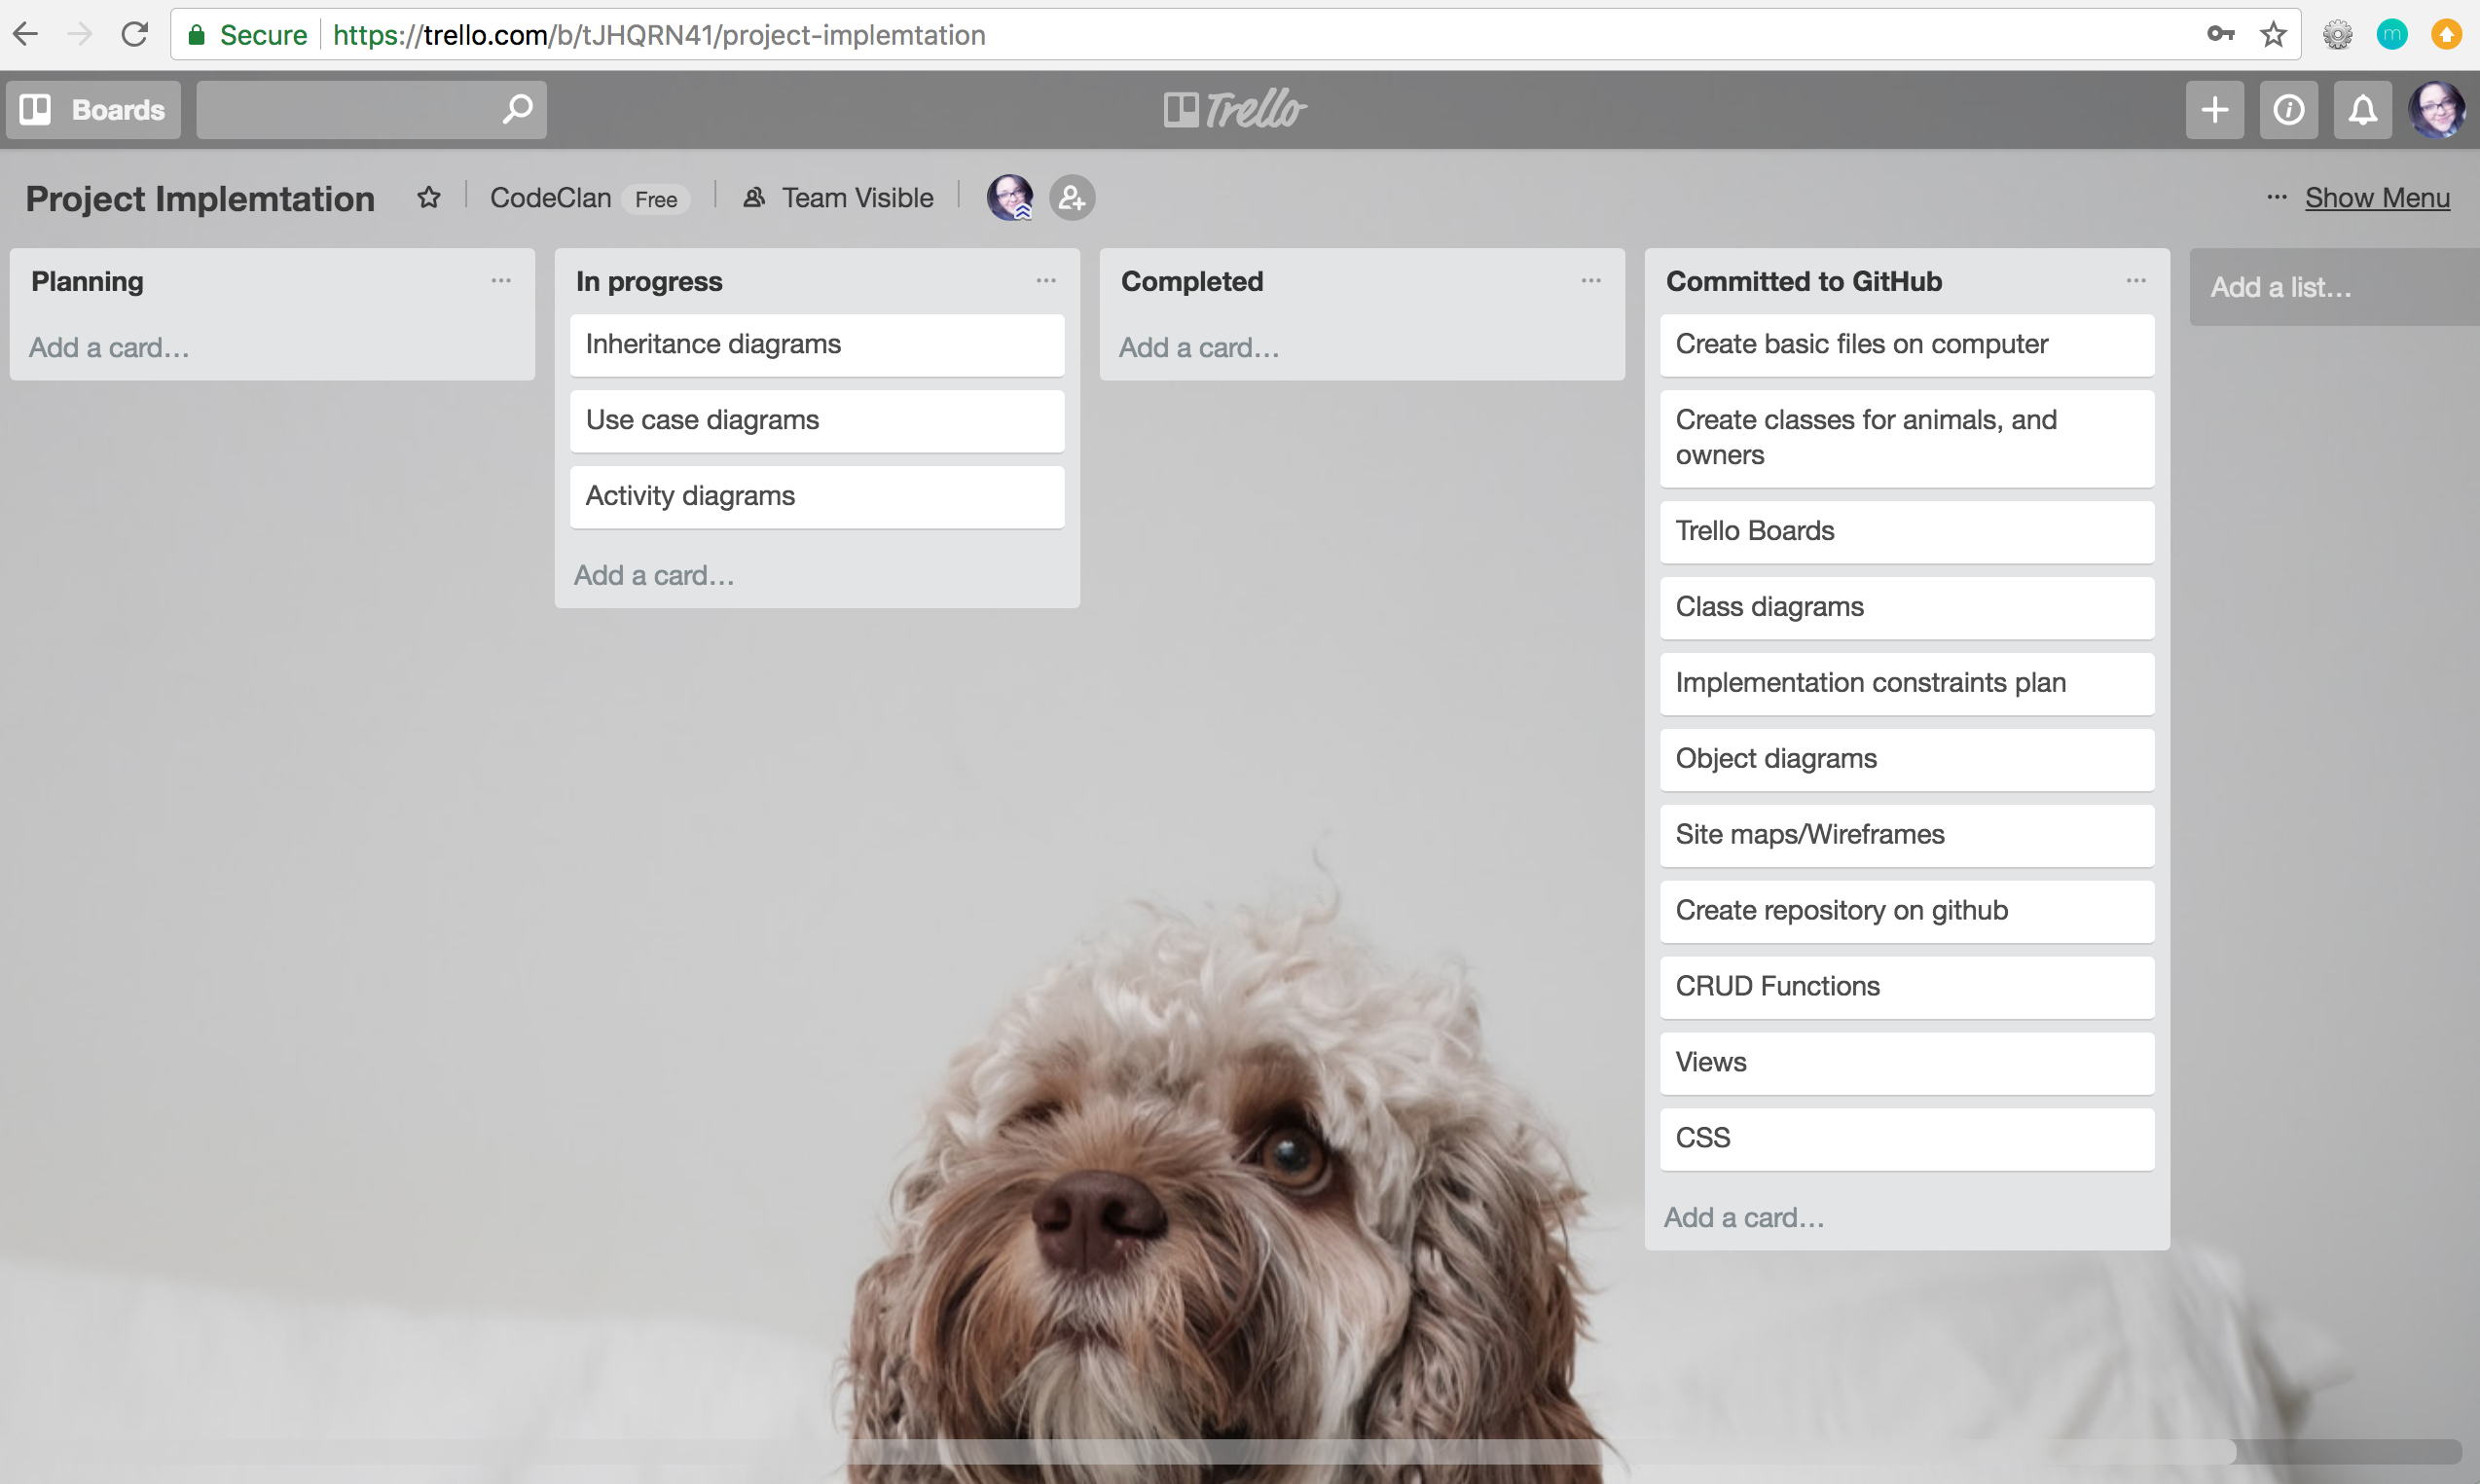 Secure https://trello.com/b/tJHQRN41/project-implemtation
m
Boards
Trello
Project Implemtation CodeClan Free Team Visible ... Show Menu
Planning ...
Add a card...
In progress ...
Inheritance diagrams
Use case diagrams
Activity diagrams
Add a card...
Completed ...
Add a card...
Committed to GitHub ...
Create basic files on computer
Create classes for animals, and
owners
Trello Boards
Class diagrams
Implementation constraints plan
Object diagrams
Site maps/Wireframes
Create repository on github
CRUD Functions
Views
CSS
Add a card...
Add a list...